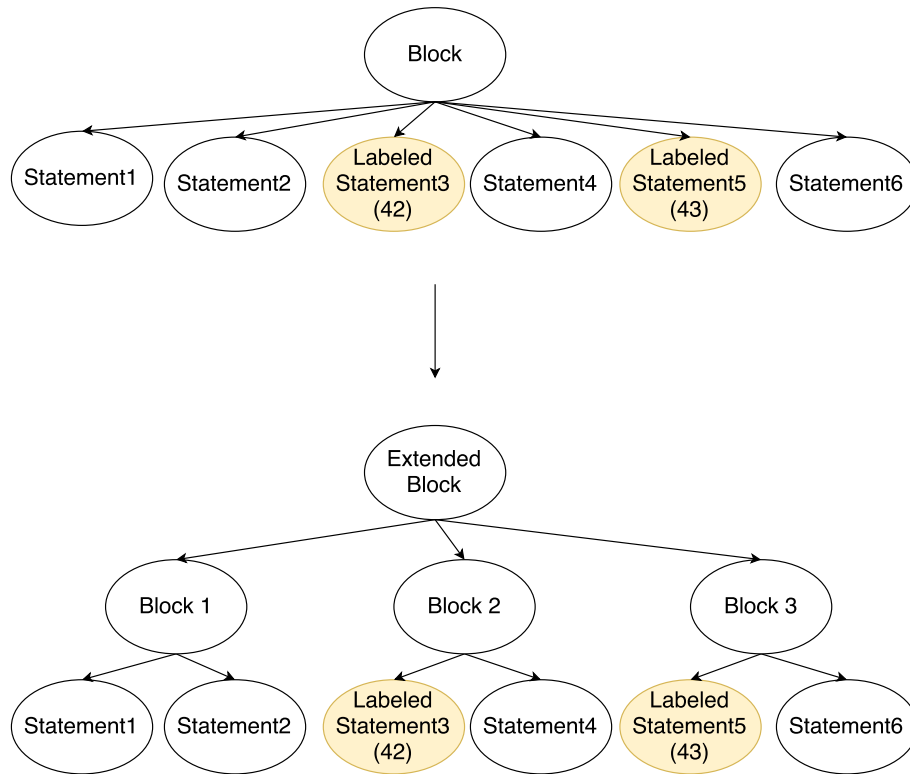 Block
Statement1
Statement2
Labeled
Statement3
(42)
Statement4
Labeled
Statement5
(43)
Statement6
Extended
Block
Block 1
Block 2
Block 3
Statement1
Statement2
Labeled
Statement3
(42)
Statement4
Labeled
Statement5
(43)
Statement6